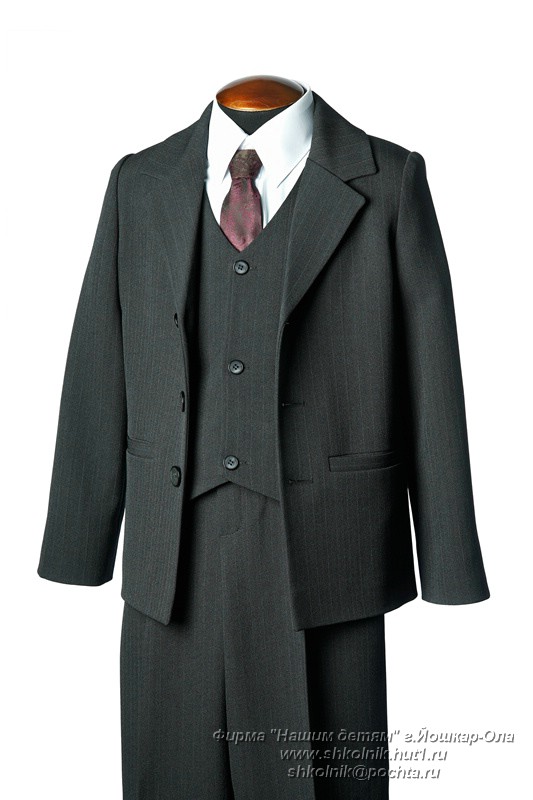 Фирма "Нашим детям" г.Йошкар-Ола
www.shkolnik.hut1.ru
shkolnik@pochta.ru